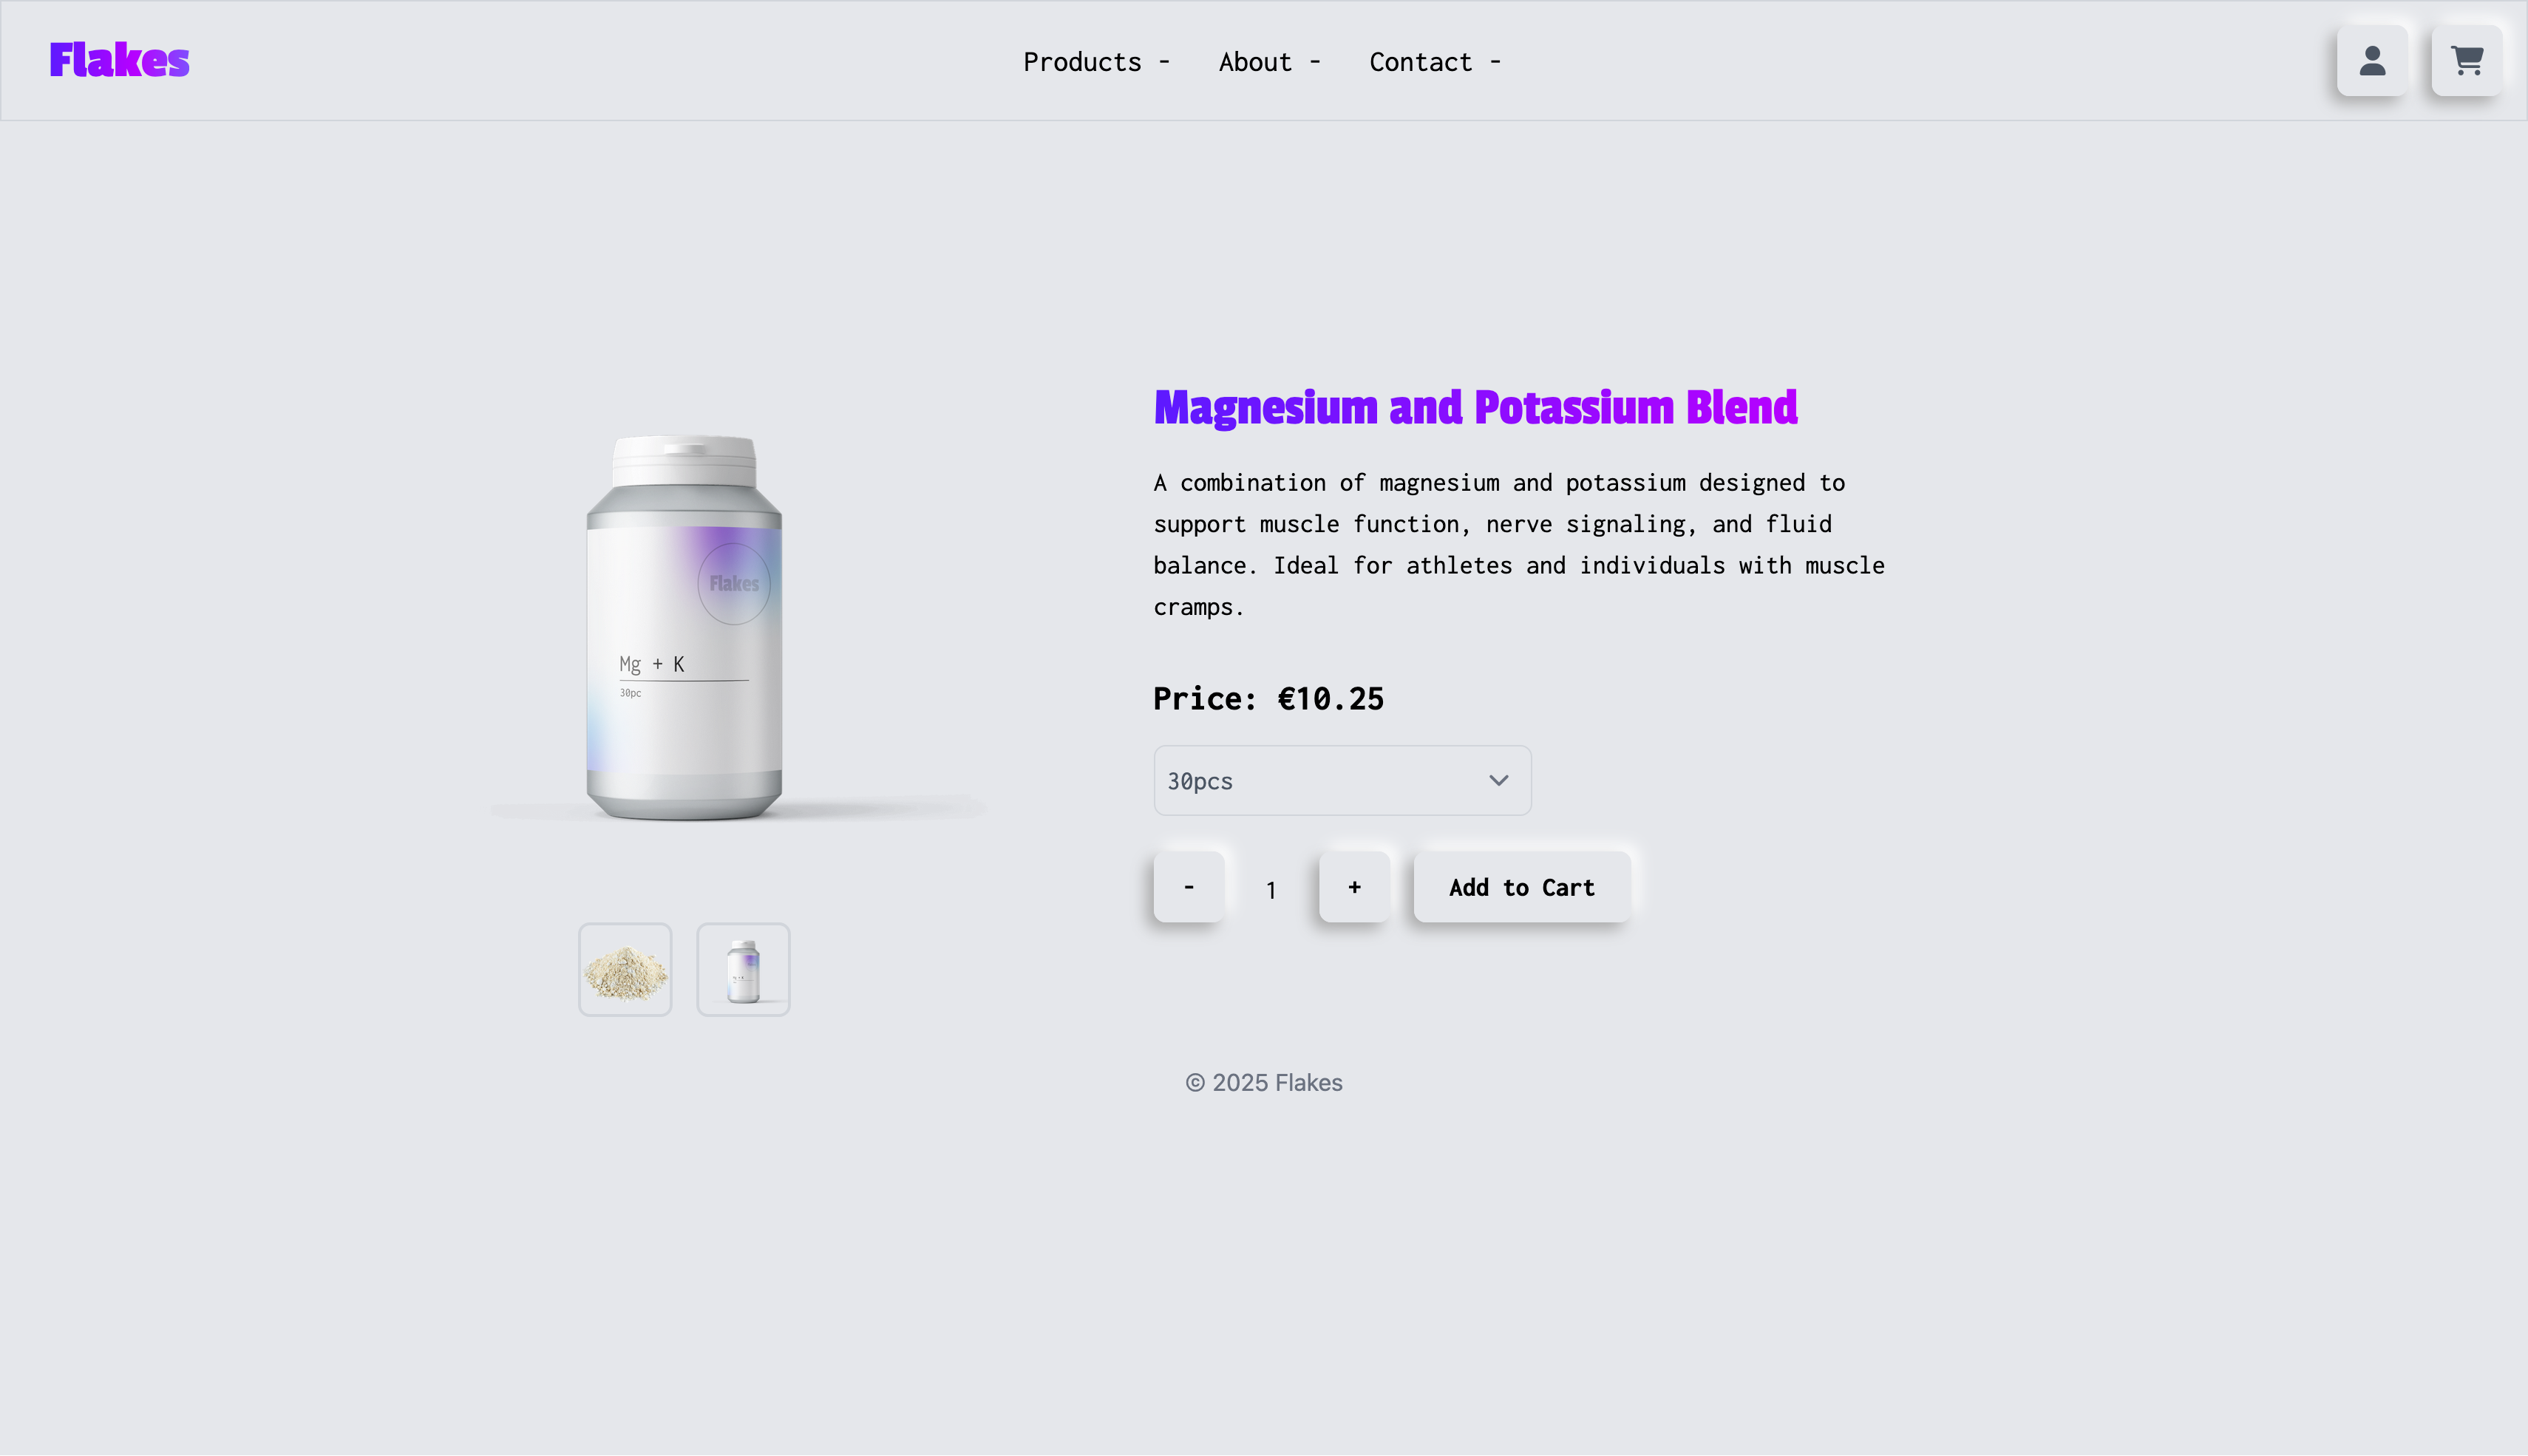 Flakes
Products - About - Contact -
Magnesium and Potassium Blend
A combination of magnesium and potassium designed to
support muscle function, nerve signaling, and fluid
balance. Ideal for athletes and individuals with muscle
cramps.
Flakes
Mg + K
30pc
Price: €10.25
30pcs
- 1 + Add to Cart
© 2025 Flakes